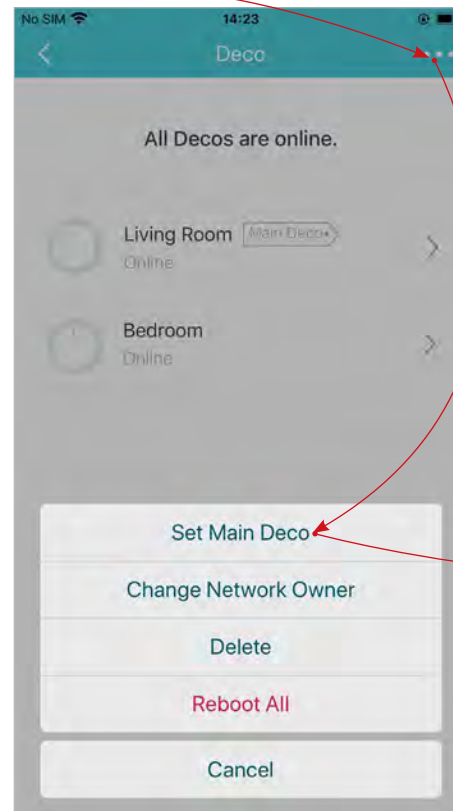 No SIM 14:23
Deco
All Decos are online.
Living Room Main Deco
Online
Bedroom
Online
Set Main Deco
Change Network Owner
Delete
Reboot All
Cancel